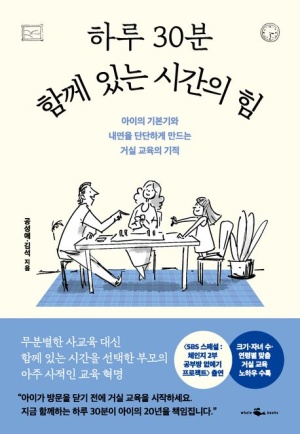 하루 30분
함께 있는 시간의 힘
아이의 기본기와
내면을 단단하게 만드는
거실 교육의 기적
공성애·김석 지음
무분별한 사교육 대신
함께 있는 시간을 선택한 부모의
아주 사적인 교육 혁명
〈SBS 스페셜 :
체인지 2부
공부방 없애기
프로젝트〉 출연
크기·자녀 수·
연령별 맞춤
거실 교육
노하우 수록
“아이가 방문을 닫기 전에 거실 교육을 시작하세요.
지금 함께하는 하루 30분이 아이의 20년을 책임집니다.”
whale books